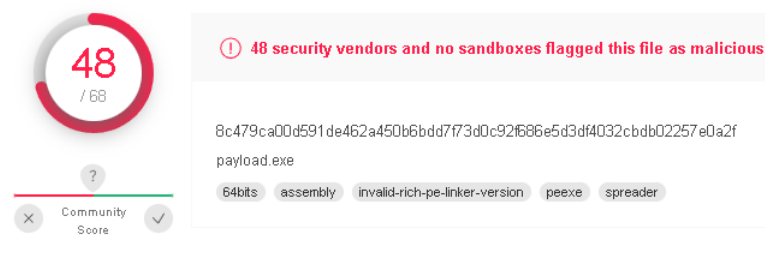 48
/ 68
?
Community
Score
48 security vendors and no sandboxes flagged this file as malicious
8c479ca00d591de462a450b6bdd7f73d0c92f686e5d3df4032cbdb02257e0a2f
payload.exe
64bits assembly invalid-rich-pe-linker-version peexe spreader